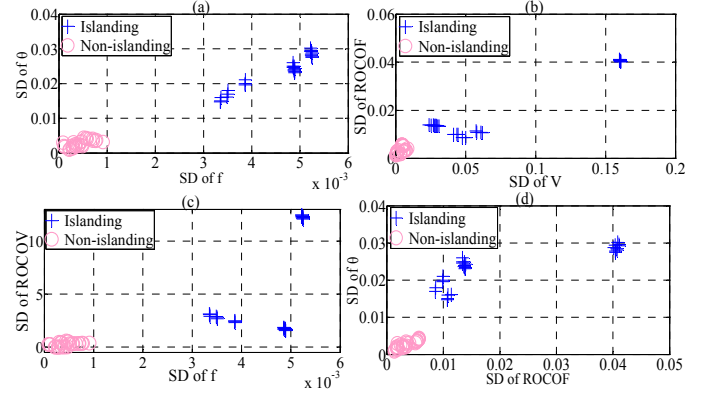 (a)
0.04
0.03
0.02
0.01
0
0 1 2 3 4 5 6
x 10⁻³
SD of θ
SD of f
Islanding
Non-islanding
(b)
0.06
0.04
0.02
0
0 0.05 0.1 0.15 0.2
SD of ROCOF
SD of V
Islanding
Non-islanding
(c)
10
5
0
0 1 2 3 4 5 6
x 10⁻³
SD of ROCOV
SD of f
Islanding
Non-islanding
(d)
0.04
0.03
0.02
0.01
0
0 0.01 0.02 0.03 0.04 0.05
SD of θ
SD of ROCOF
Islanding
Non-islanding